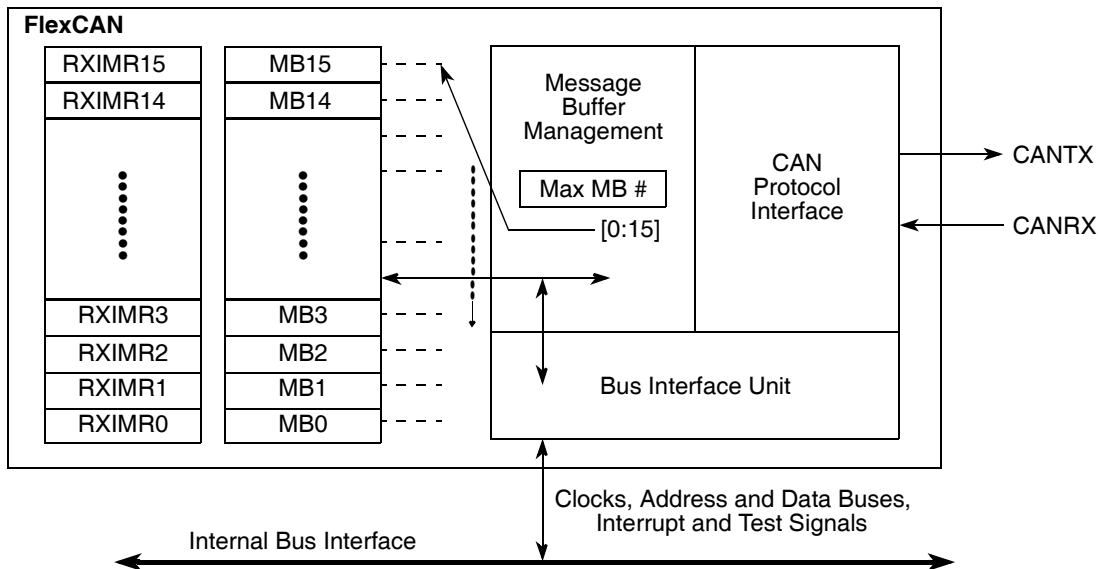 FlexCAN
RXIMR15
RXIMR14
RXIMR3
RXIMR2
RXIMR1
RXIMR0
MB15
MB14
MB3
MB2
MB1
MB0
Message
Buffer
Management
Max MB #
[0:15]
CAN
Protocol
Interface
CANTX
CANRX
Bus Interface Unit
Clocks, Address and Data Buses,
Interrupt and Test Signals
Internal Bus Interface